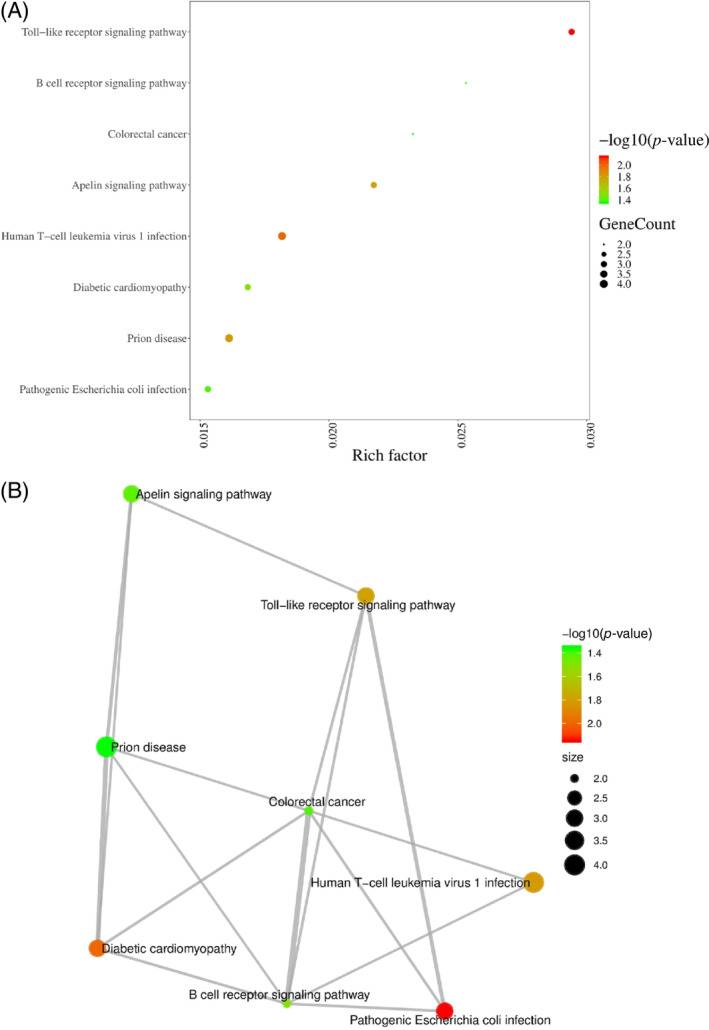 (A)
Toll−like receptor signaling pathway
B cell receptor signaling pathway
Colorectal cancer
Apelin signaling pathway
Human T−cell leukemia virus 1 infection
Diabetic cardiomyopathy
Prion disease
Pathogenic Escherichia coli infection
0.015
0.020
0.025
0.030
Rich factor
−log10(p-value)
2.0
1.8
1.6
1.4
GeneCount
2.0
2.5
3.0
3.5
4.0
(B)
Apelin signaling pathway
Toll−like receptor signaling pathway
Prion disease
Colorectal cancer
Human T−cell leukemia virus 1 infection
Diabetic cardiomyopathy
B cell receptor signaling pathway
Pathogenic Escherichia coli infection
−log10(p-value)
1.4
1.6
1.8
2.0
size
2.0
2.5
3.0
3.5
4.0